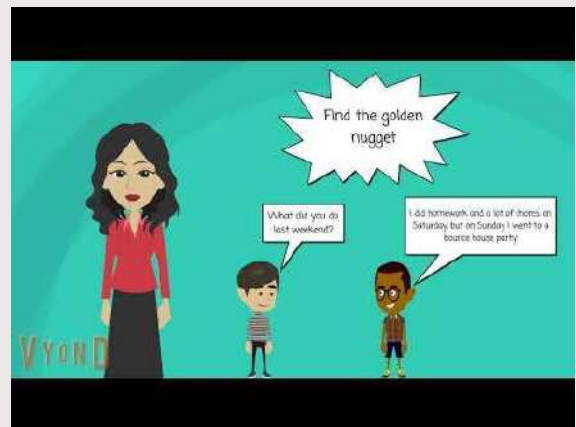 Find the golden
nugget
What did you do
last weekend?
I did homework and a lot of chores on
Saturday, but on Sunday I went to a
bounce house party.
VYOND